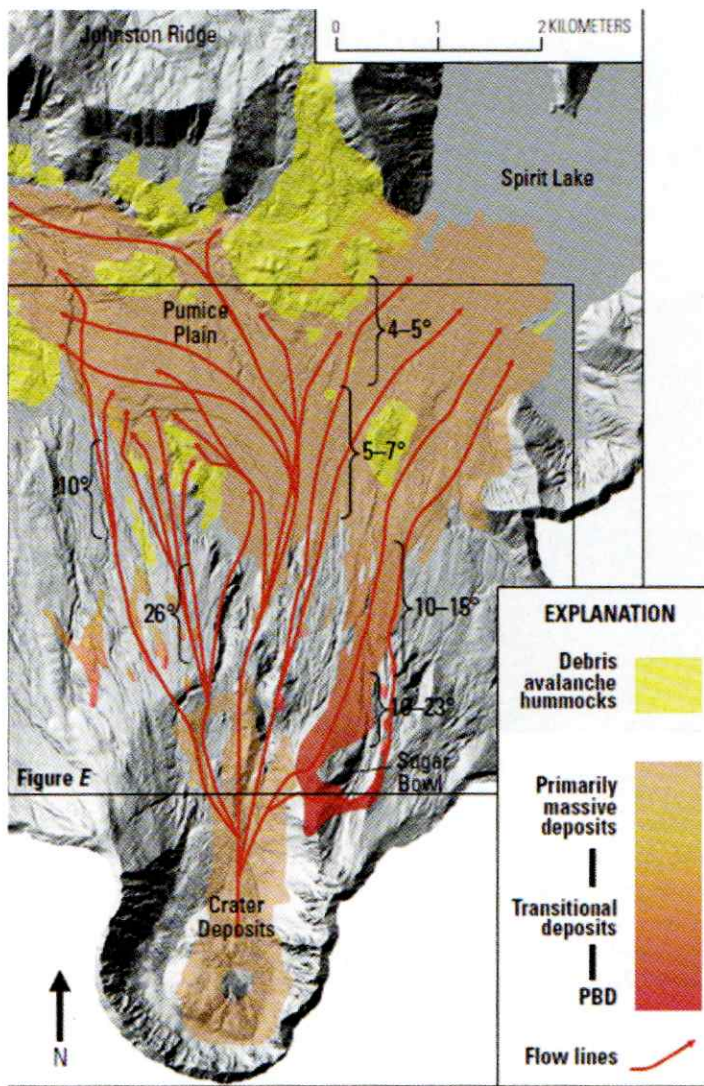 Johnston Ridge
0 1 2 KILOMETERS
Spirit Lake
Pumice
Plain
4–5°
5–7°
10°
10–15°
26°
Sugar
Bowl
Figure E
Crater
Deposits
N
EXPLANATION
Debris
avalanche
hummocks
Primarily
massive
deposits
Transitional
deposits
PBD
Flow lines